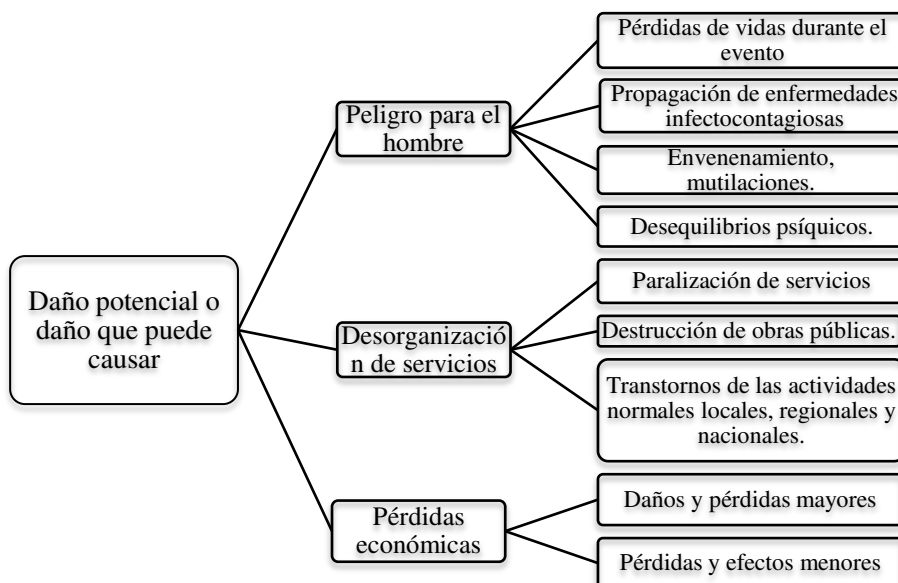 Daño potencial o
daño que puede
causar
Peligro para el
hombre
Pérdidas de vidas durante el
evento
Propagación de enfermedades
infectocontagiosas
Envenenamiento,
mutilaciones.
Desequilibrios psíquicos.
Desorganizació
n de servicios
Paralización de servicios
Destrucción de obras públicas.
Transtornos de las actividades
normales locales, regionales y
nacionales.
Pérdidas
económicas
Daños y pérdidas mayores
Pérdidas y efectos menores